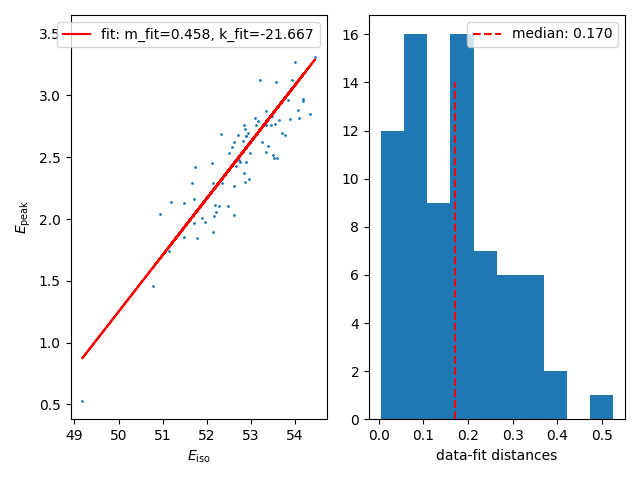 fit: m_fit=0.458, k_fit=-21.667
3.5
3.0
2.5
2.0
1.5
1.0
0.5
E_peak
49 50 51 52 53 54
E_iso
median: 0.170
16
14
12
10
8
6
4
2
0
0.0 0.1 0.2 0.3 0.4 0.5
data-fit distances